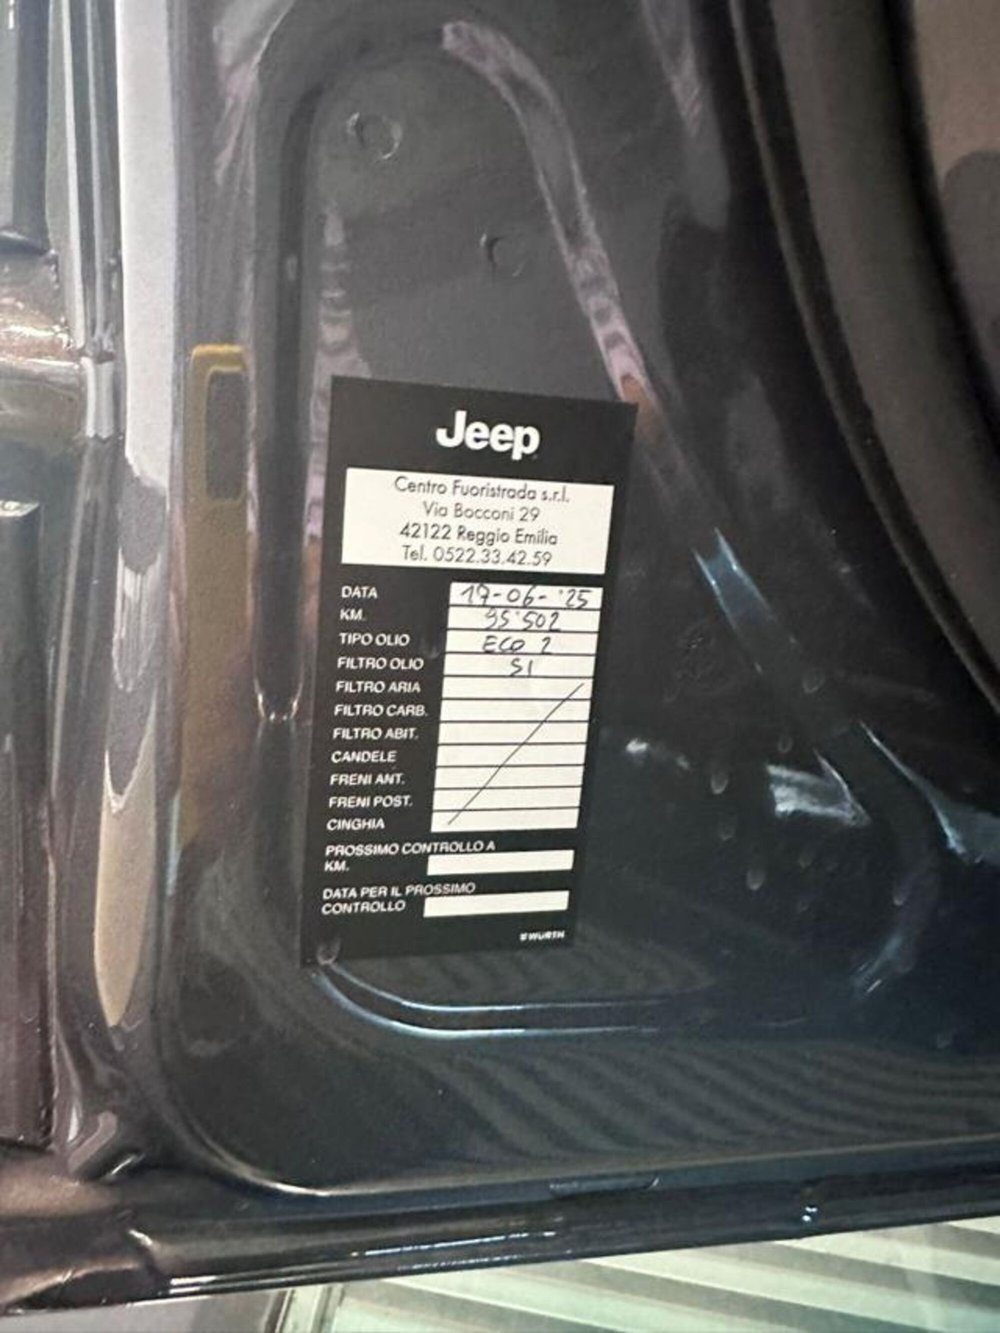 Jeep
Centro Fuoristrada s.r.l.
Via Bocconi 29
42122 Reggio Emilia
Tel. 0522.33.42.59
DATA 19-06-'25
KM. 95'502
TIPO OLIO ECO 2
FILTRO OLIO SI
FILTRO ARIA
FILTRO CARB.
FILTRO ABIT.
CANDELE
FRENI ANT.
FRENI POST.
CINGHIA
PROSSIMO CONTROLLO A
KM.
DATA PER IL PROSSIMO
CONTROLLO
WÜRTH